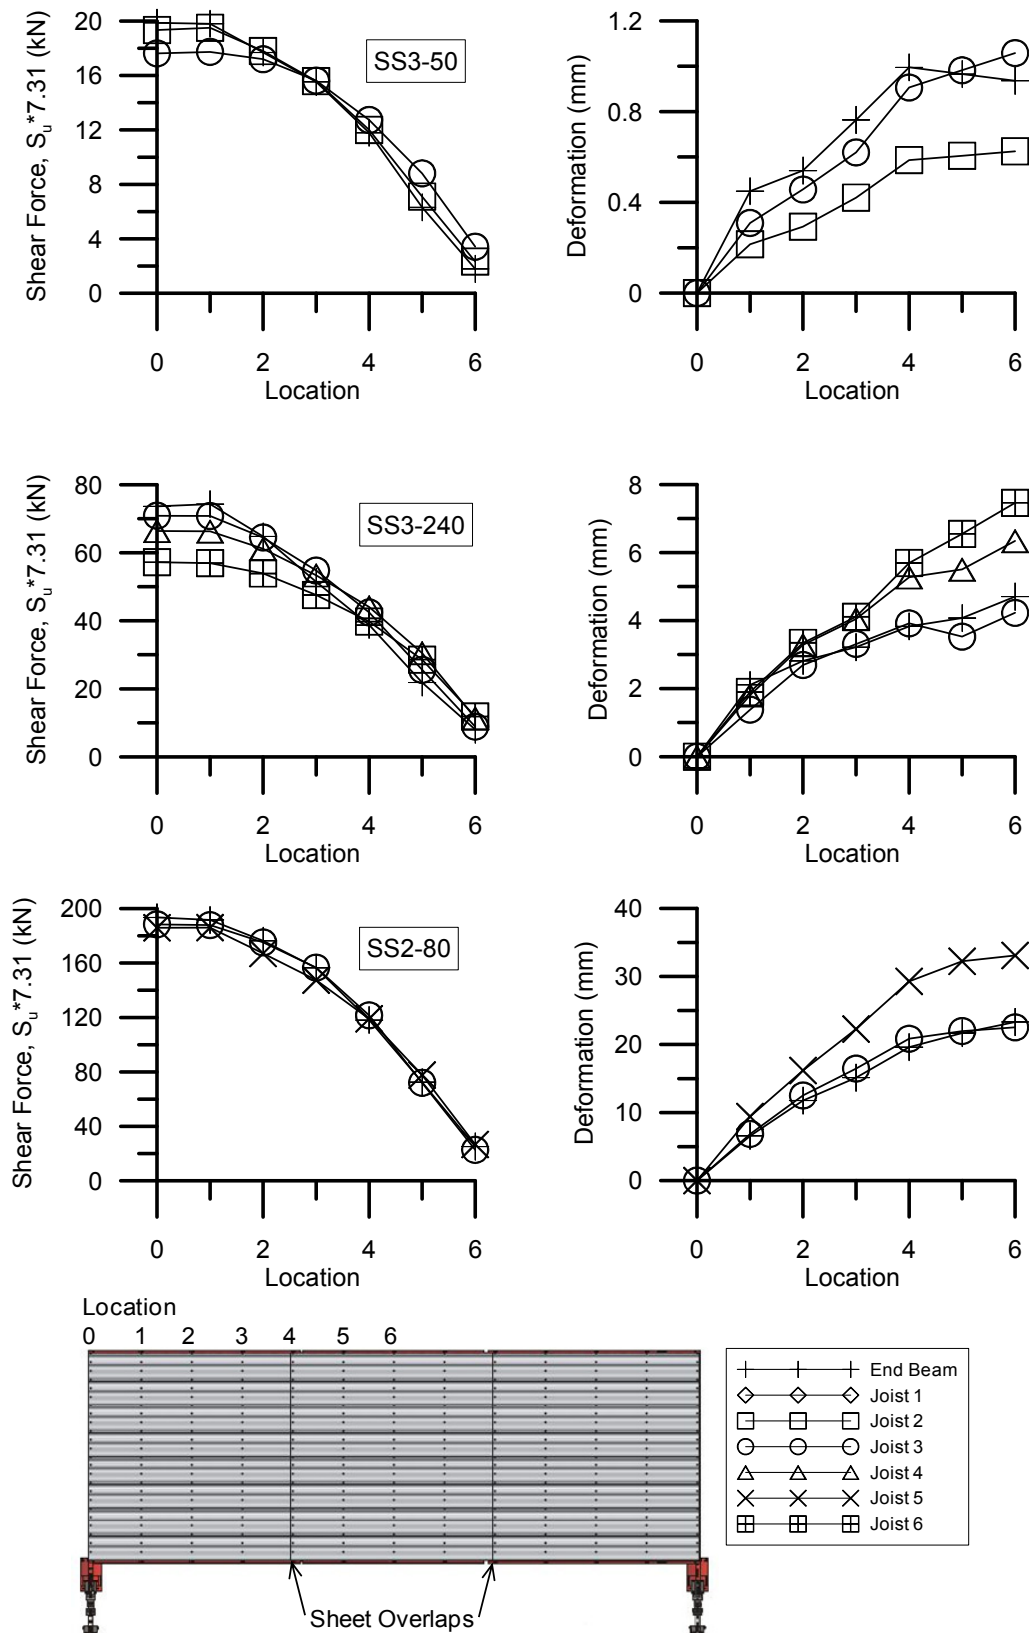 20
16
12
8
4
0
Shear Force, Su*7.31 (kN)
SS3-50
0 2 4 6
Location
1.2
0.8
0.4
0
Deformation (mm)
0 2 4 6
Location
80
60
40
20
0
Shear Force, Su*7.31 (kN)
SS3-240
0 2 4 6
Location
8
6
4
2
0
Deformation (mm)
0 2 4 6
Location
200
160
120
80
40
0
Shear Force, Su*7.31 (kN)
SS2-80
0 2 4 6
Location
40
30
20
10
0
Deformation (mm)
0 2 4 6
Location
Location
0 1 2 3 4 5 6
Sheet Overlaps
End Beam
Joist 1
Joist 2
Joist 3
Joist 4
Joist 5
Joist 6